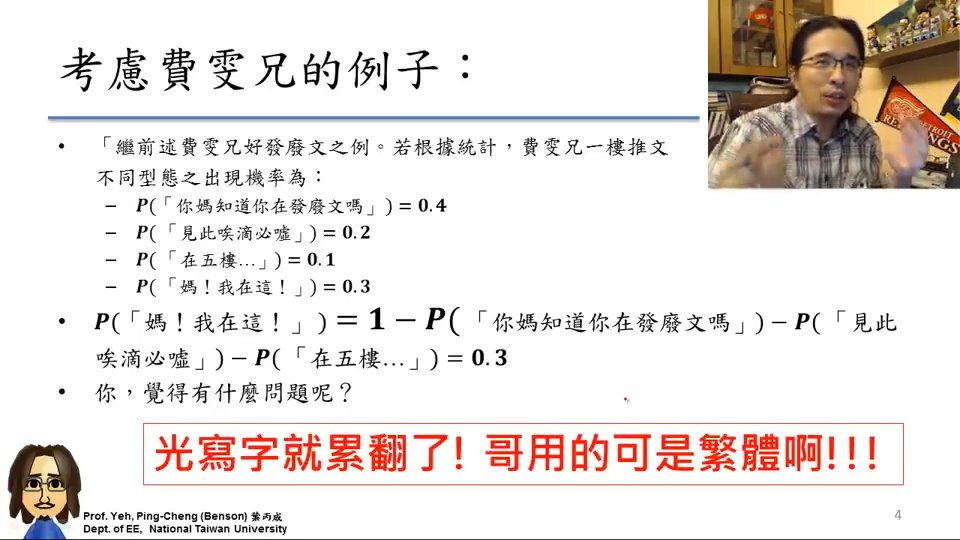 考慮費雯兄的例子：
• 「繼前述費雯兄好發廢文之例。若根據統計，費雯兄一樓推文
不同型態之出現機率為：
– P(「你媽知道你在發廢文嗎」) = 0.4
– P(「見此唉滴必噓」) = 0.2
– P(「在五樓…」) = 0.1
– P(「媽！我在這！」) = 0.3
• P(「媽！我在這！」) = 1 − P(「你媽知道你在發廢文嗎」) − P(「見此
唉滴必噓」) − P(「在五樓…」) = 0.3
• 你，覺得有什麼問題呢？
光寫字就累翻了! 哥用的可是繁體啊!!!
Prof. Yeh, Ping-Cheng (Benson) 葉丙成
Dept. of EE, National Taiwan University
4
DETROIT
RED WINGS